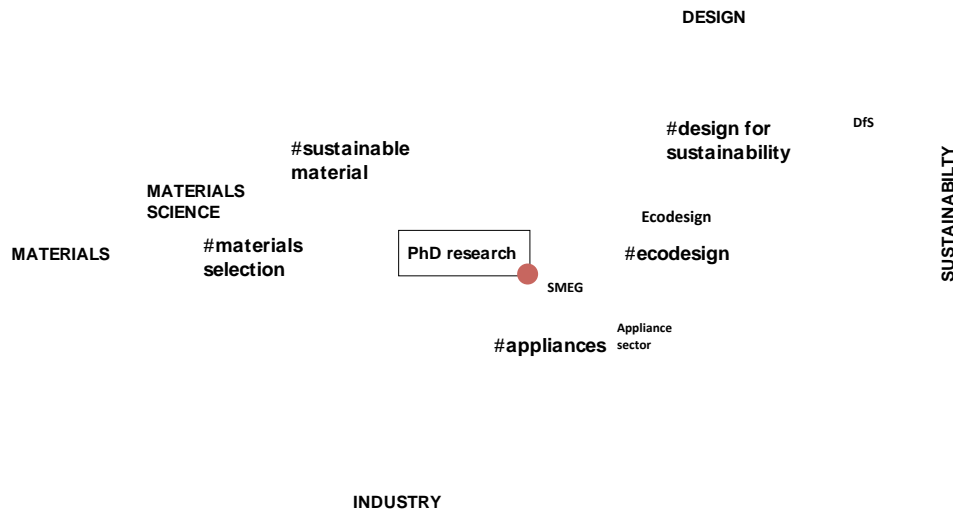 DESIGN
#design for
sustainability
DfS
#sustainable
material
MATERIALS
SCIENCE
SUSTAINABILTY
Ecodesign
MATERIALS
#materials
selection
PhD research
#ecodesign
SMEG
#appliances
Appliance
sector
INDUSTRY